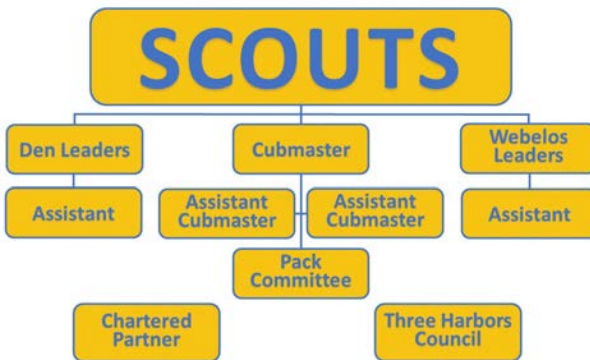 SCOUTS
Den Leaders
Cubmaster
Webelos
Leaders
Assistant
Assistant
Cubmaster
Assistant
Cubmaster
Assistant
Pack
Committee
Chartered
Partner
Three Harbors
Council